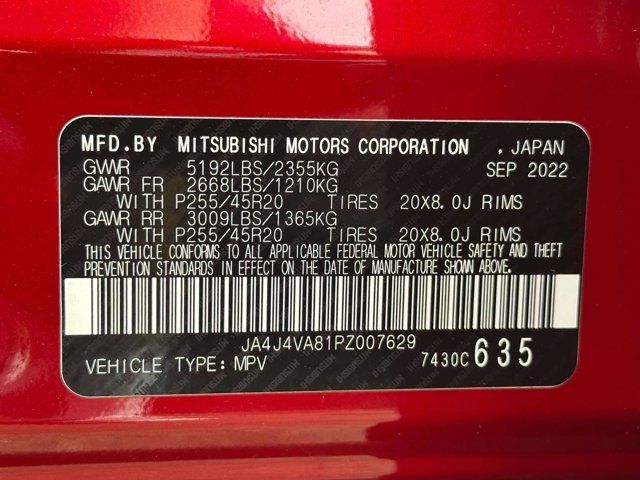 MFD.BY MITSUBISHI MOTORS CORPORATION , JAPAN
GVWR 5192LBS/2355KG SEP 2022
GAWR FR 2668LBS/1210KG
WITH P255/45R20 TIRES 20X8.0J RIMS
GAWR RR 3009LBS/1365KG
WITH P255/45R20 TIRES 20X8.0J RIMS
THIS VEHICLE CONFORMS TO ALL APPLICABLE FEDERAL MOTOR VEHICLE SAFETY AND THEFT
PREVENTION STANDARDS IN EFFECT ON THE DATE OF MANUFACTURE SHOWN ABOVE.
JA4J4VA81PZ007629
VEHICLE TYPE: MPV 7430C 635